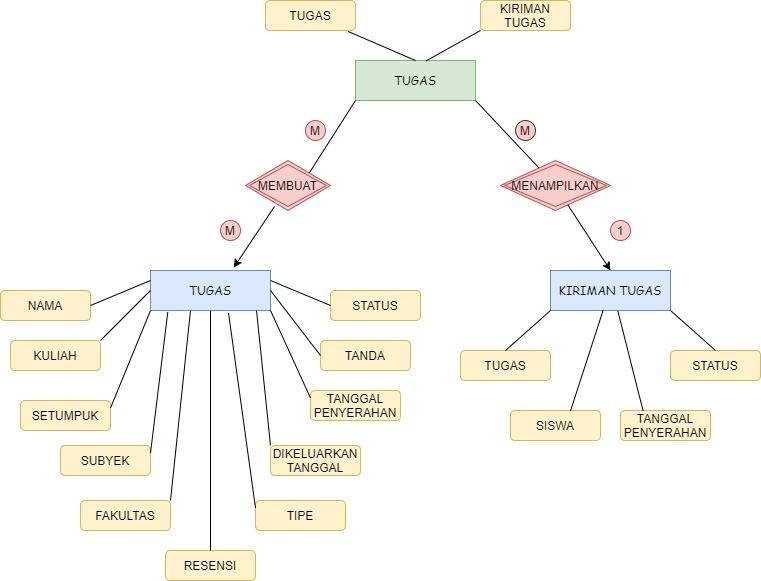 TUGAS
KIRIMAN
TUGAS
TUGAS
M
M
MEMBUAT
MENAMPILKAN
M
1
TUGAS
KIRIMAN TUGAS
NAMA
STATUS
KULIAH
TANDA
TUGAS
STATUS
SETUMPUK
TANGGAL
PENYERAHAN
SISWA
TANGGAL
PENYERAHAN
SUBYEK
DIKELUARKAN
TANGGAL
FAKULTAS
TIPE
RESENSI